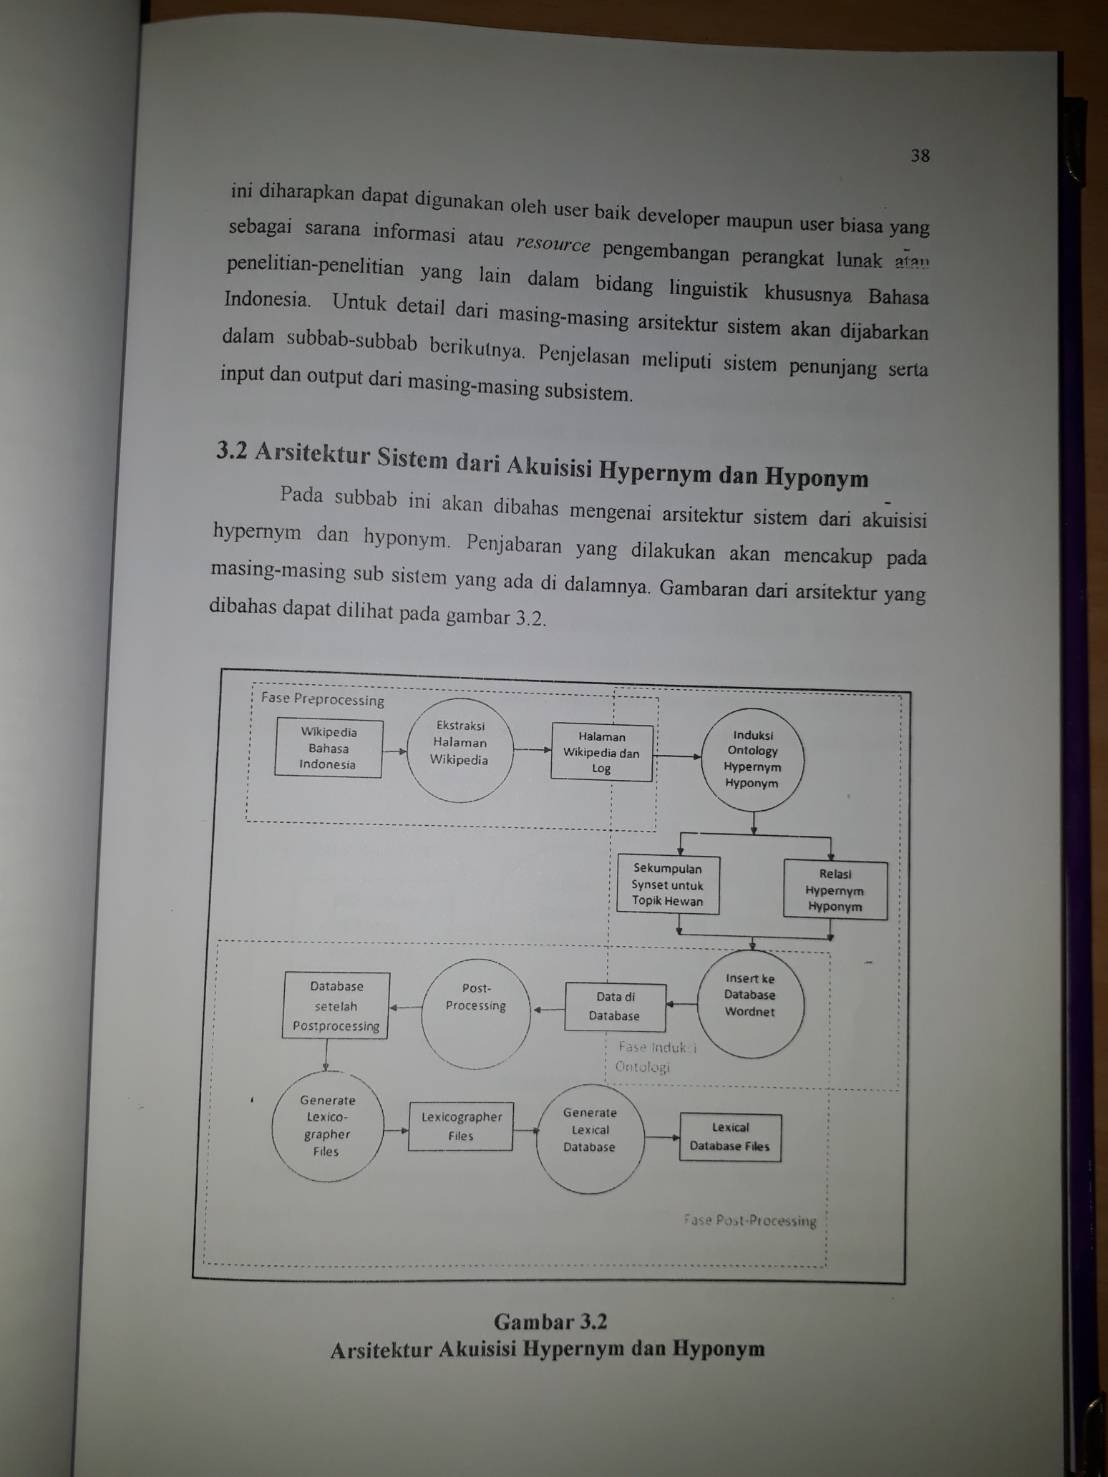 38
ini diharapkan dapat digunakan oleh user baik developer maupun user biasa yang
sebagai sarana informasi atau resource pengembangan perangkat lunak atau
penelitian-penelitian yang lain dalam bidang linguistik khususnya Bahasa
Indonesia. Untuk detail dari masing-masing arsitektur sistem akan dijabarkan
dalam subbab-subbab berikutnya. Penjelasan meliputi sistem penunjang serta
input dan output dari masing-masing subsistem.
3.2 Arsitektur Sistem dari Akuisisi Hypernym dan Hyponym
Pada subbab ini akan dibahas mengenai arsitektur sistem dari akuisisi
hypernym dan hyponym. Penjabaran yang dilakukan akan mencakup pada
masing-masing sub sistem yang ada di dalamnya. Gambaran dari arsitektur yang
dibahas dapat dilihat pada gambar 3.2.
Fase Preprocessing
Wikipedia
Bahasa
Indonesia
Ekstraksi
Halaman
Wikipedia
Halaman
Wikipedia dan
Log
Induksi
Ontology
Hypernym
Hyponym
Sekumpulan
Synset untuk
Topik Hewan
Relasi
Hypernym
Hyponym
Database
setelah
Postprocessing
Post-
Processing
Data di
Database
Insert ke
Database
Wordnet
Fase Induksi
Ontologi
Generate
Lexico-
grapher
Files
Lexicographer
Files
Generate
Lexical
Database
Lexical
Database Files
Fase Post-Processing
Gambar 3.2
Arsitektur Akuisisi Hypernym dan Hyponym